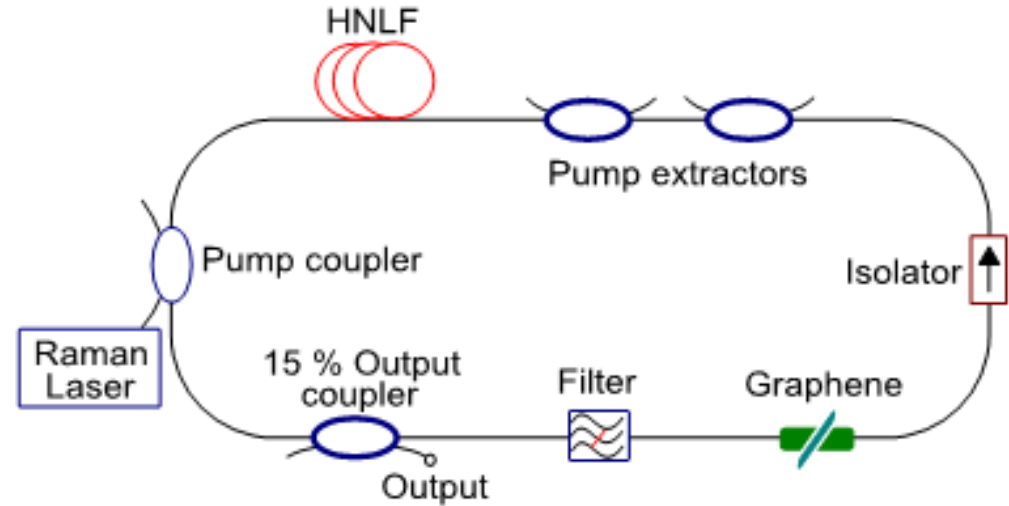 HNLF
Pump extractors
Pump coupler
Isolator
Raman
Laser
15 % Output
coupler
Filter
Graphene
Output